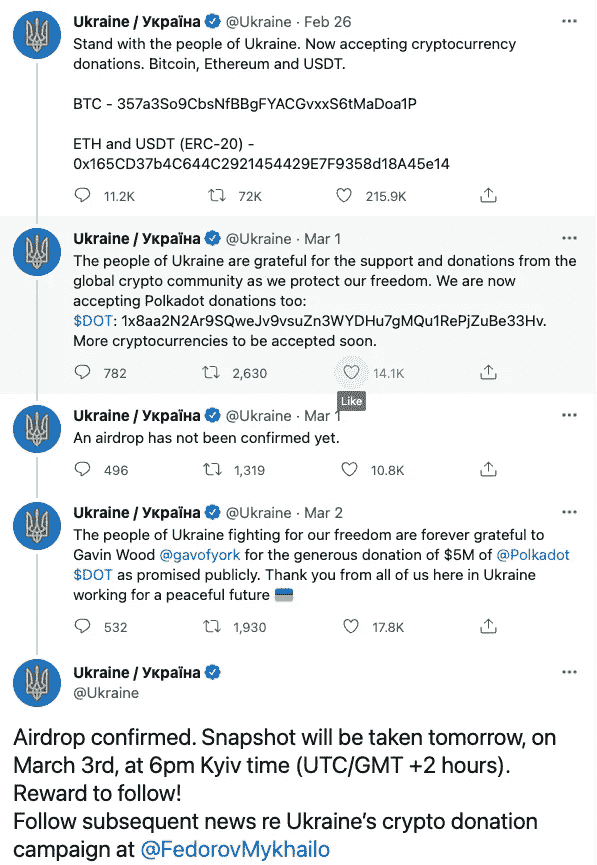 Ukraine / Україна @Ukraine · Feb 26
Stand with the people of Ukraine. Now accepting cryptocurrency
donations. Bitcoin, Ethereum and USDT.
BTC - 357a3So9CbsNfBBgFYACGvxxS6tMaDoa1P
ETH and USDT (ERC-20) -
0x165CD37b4C644C2921454429E7F9358d18A45e14
11.2K 72K 215.9K
Ukraine / Україна @Ukraine · Mar 1
The people of Ukraine are grateful for the support and donations from the
global crypto community as we protect our freedom. We are now
accepting Polkadot donations too:
$DOT: 1x8aa2N2Ar9SQweJv9vsuZn3WYDHu7gMQu1RePjZuBe33Hv.
More cryptocurrencies to be accepted soon.
782 2,630 14.1K
Like
Ukraine / Україна @Ukraine · Mar 1
An airdrop has not been confirmed yet.
496 1,319 10.8K
Ukraine / Україна @Ukraine · Mar 2
The people of Ukraine fighting for our freedom are forever grateful to
Gavin Wood @gavofyork for the generous donation of $5M of @Polkadot
$DOT as promised publicly. Thank you from all of us here in Ukraine
working for a peaceful future
532 1,930 17.8K
Ukraine / Україна
@Ukraine
Airdrop confirmed. Snapshot will be taken tomorrow, on
March 3rd, at 6pm Kyiv time (UTC/GMT +2 hours).
Reward to follow!
Follow subsequent news re Ukraine's crypto donation
campaign at @FedorovMykhailo